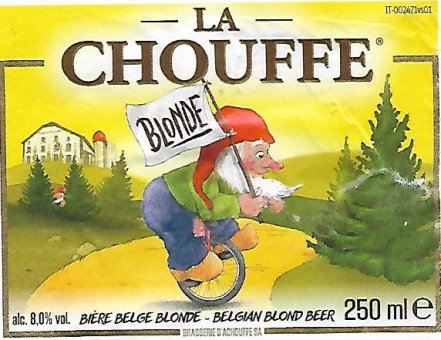 IT-002471vs01
LA
CHOUFFE®
BLONDE
alc. 8,0% vol. BIÈRE BELGE BLONDE - BELGIAN BLOND BEER 250 ml e
BRASSERIE D'ACHOUFFE SA